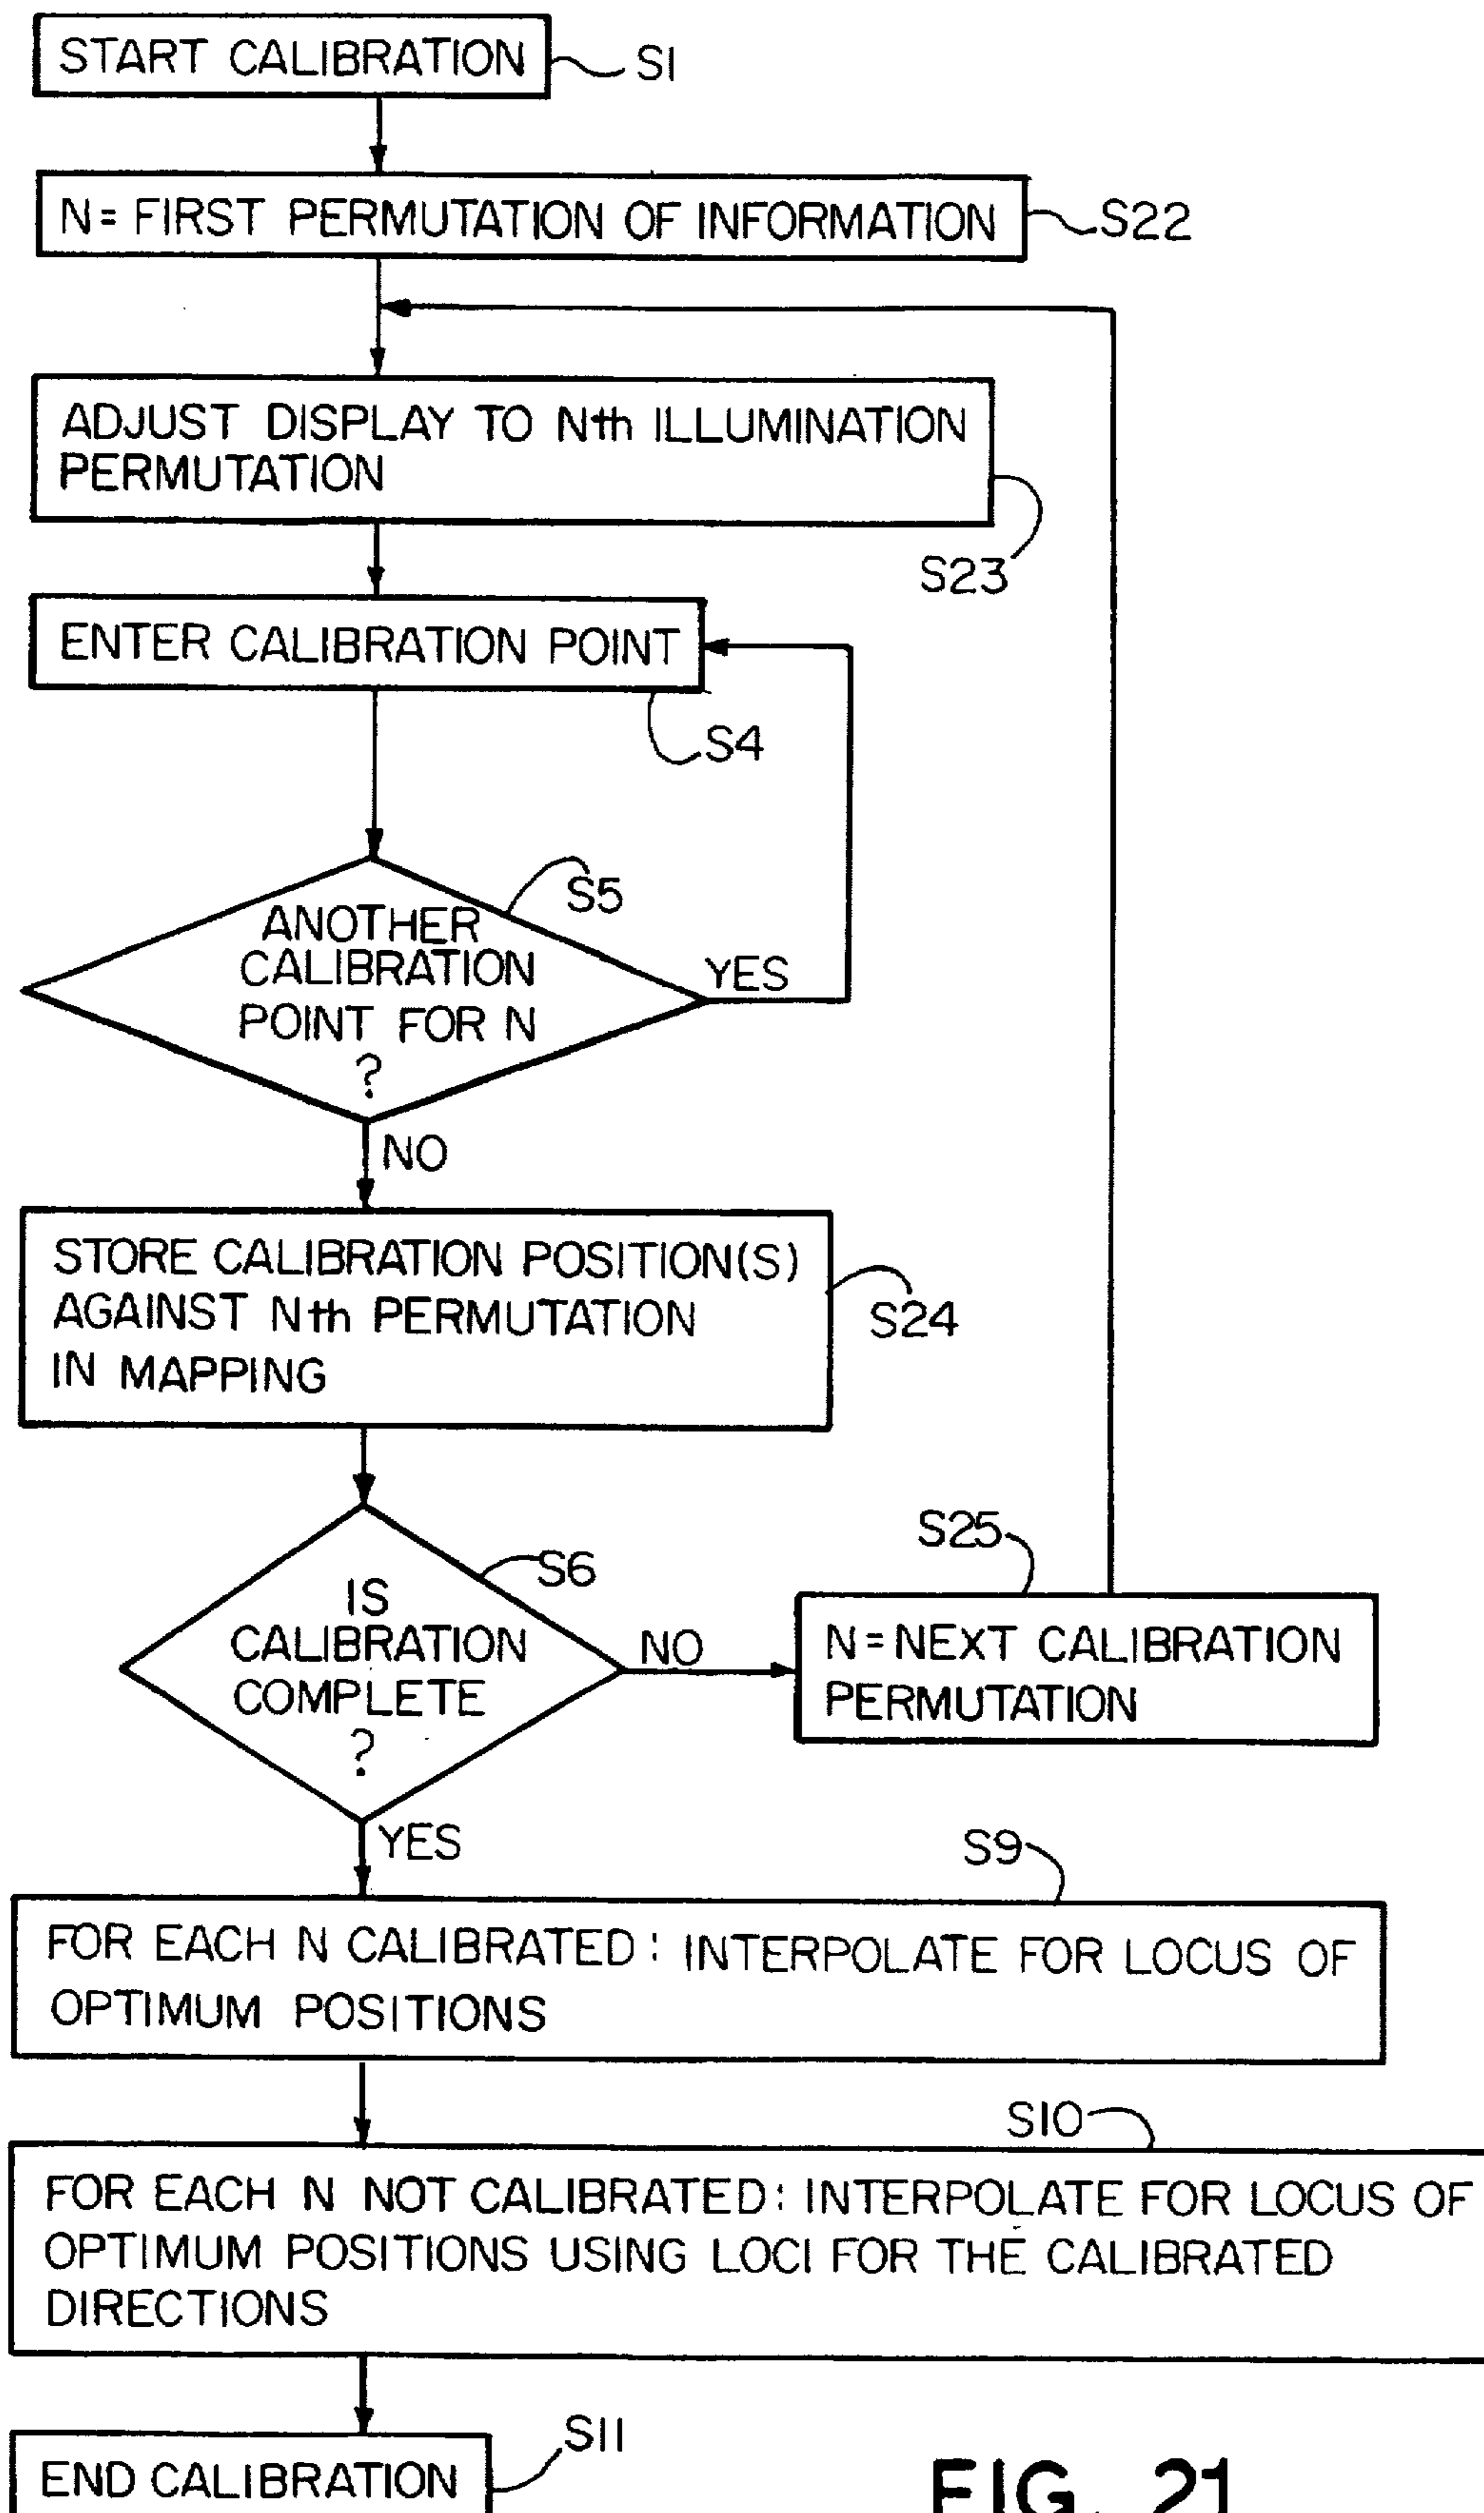 START CALIBRATION
S1
N= FIRST PERMUTATION OF INFORMATION
S22
ADJUST DISPLAY TO Nth ILLUMINATION
PERMUTATION
S23
ENTER CALIBRATION POINT
S4
S5
ANOTHER
CALIBRATION
POINT FOR N
?
YES
NO
STORE CALIBRATION POSITION(S)
AGAINST Nth PERMUTATION
IN MAPPING
S24
S6
IS
CALIBRATION
COMPLETE
?
NO
S25
N=NEXT CALIBRATION
PERMUTATION
YES
S9
FOR EACH N CALIBRATED: INTERPOLATE FOR LOCUS OF
OPTIMUM POSITIONS
S10
FOR EACH N NOT CALIBRATED: INTERPOLATE FOR LOCUS OF
OPTIMUM POSITIONS USING LOCI FOR THE CALIBRATED
DIRECTIONS
S11
END CALIBRATION
FIG. 21